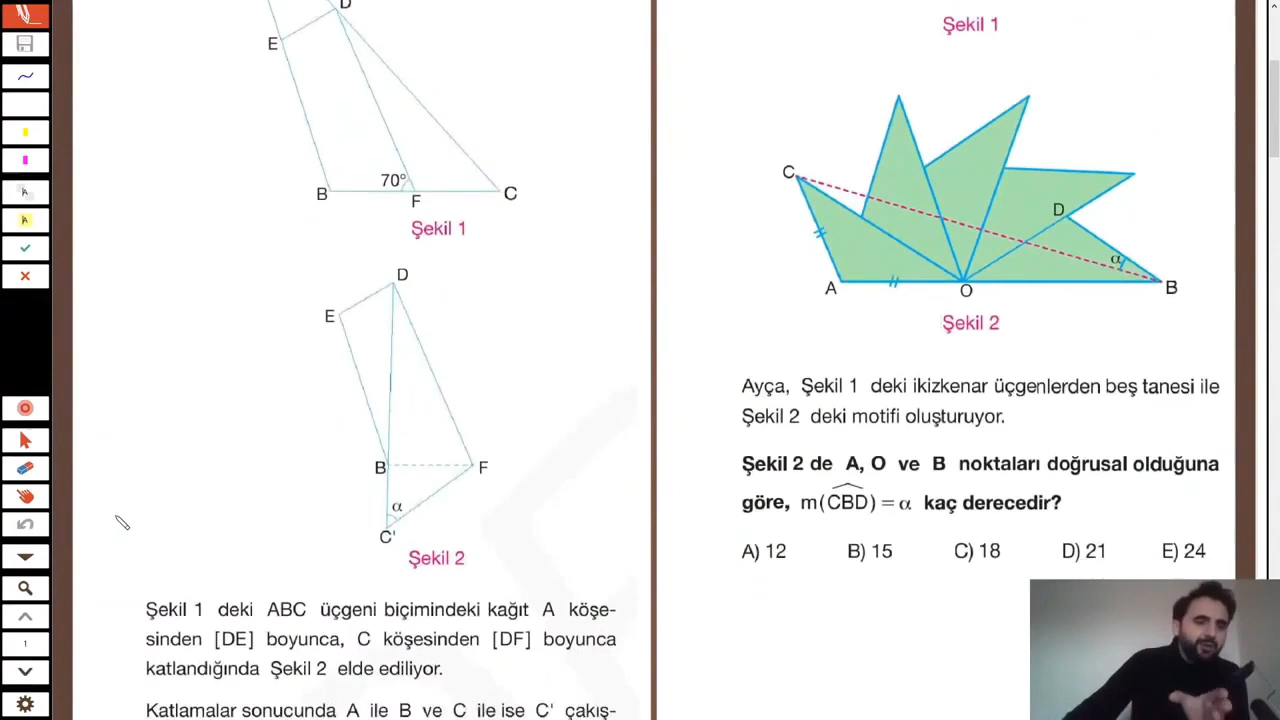 D
E
70°
B
F
C
Şekil 1
D
E
B
F
α
C'
Şekil 2
Şekil 1 deki ABC üçgeni biçimindeki kağıt A köşe-
sinden [DE] boyunca, C köşesinden [DF] boyunca
katlandığında Şekil 2 elde ediliyor.
Katlamalar sonucunda A ile B ve C ile ise C' çakış-
Şekil 1
C
D
α
A
O
B
Şekil 2
Ayça, Şekil 1 deki ikizkenar üçgenlerden beş tanesi ile
Şekil 2 deki motifi oluşturuyor.
Şekil 2 de A, O ve B noktaları doğrusal olduğuna
göre, m(CBD) = α kaç derecedir?
A) 12 B) 15 C) 18 D) 21 E) 24